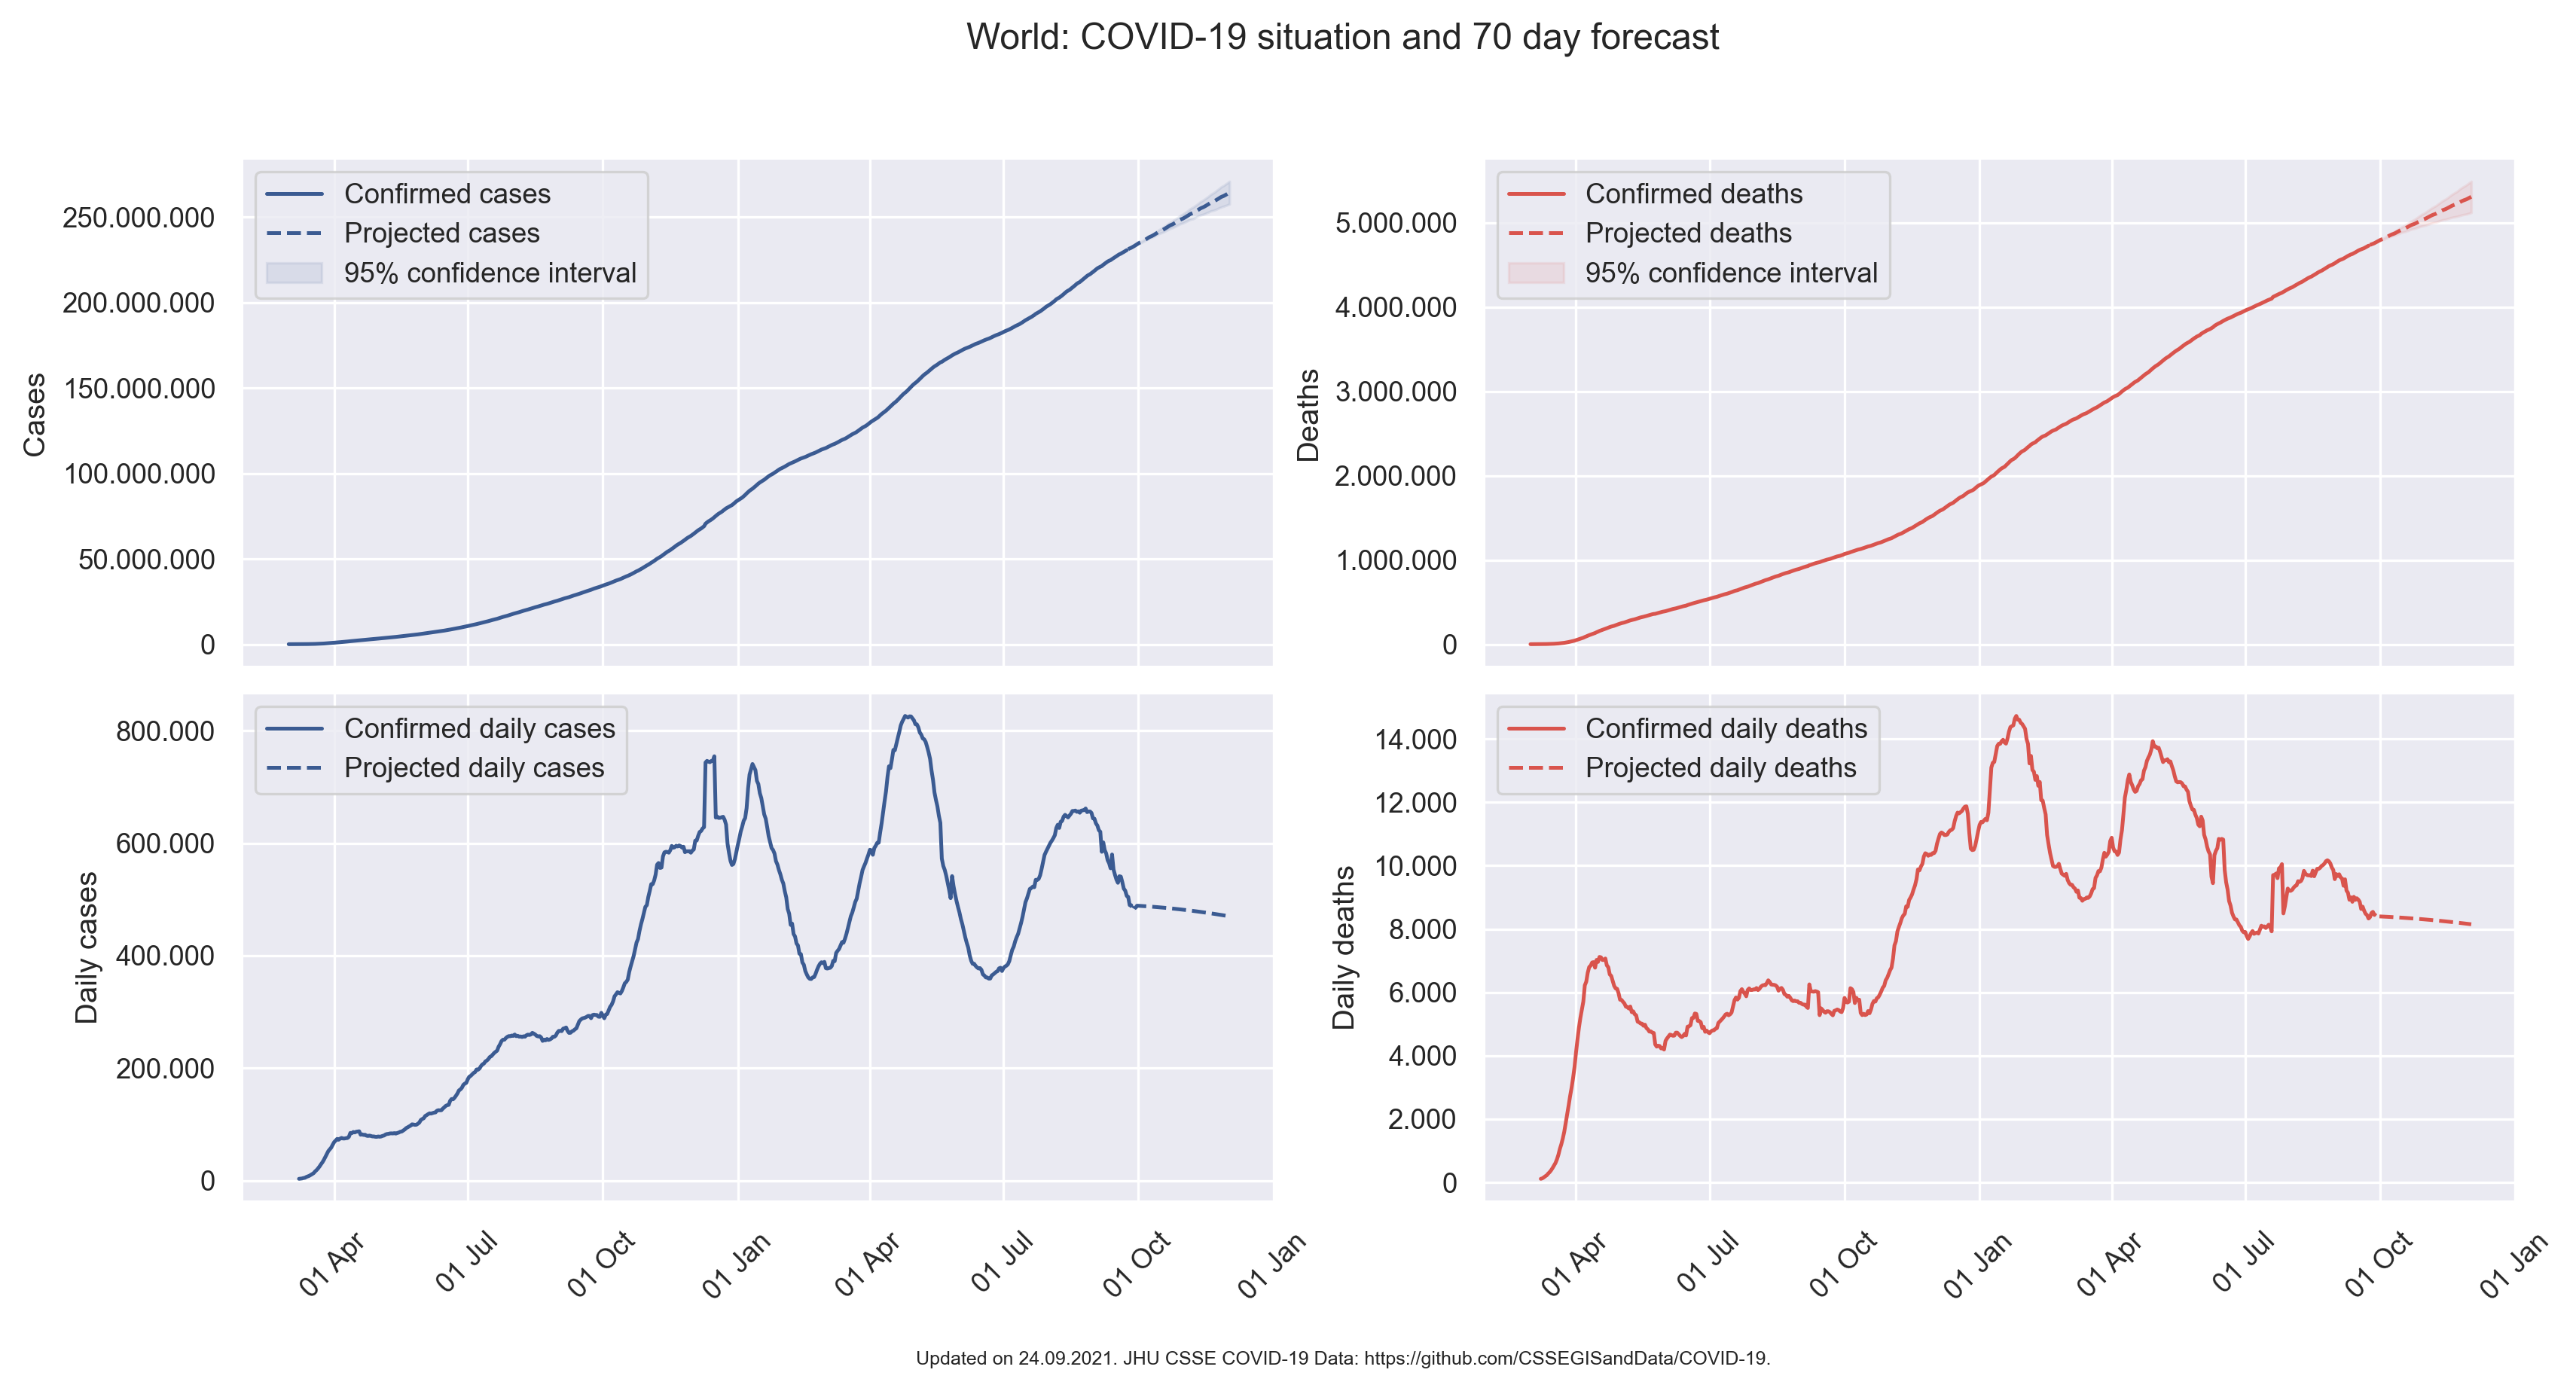 World: COVID-19 situation and 70 day forecast
Confirmed cases
Projected cases
95% confidence interval
250.000.000
200.000.000
150.000.000
100.000.000
50.000.000
0
Cases
Confirmed deaths
Projected deaths
95% confidence interval
5.000.000
4.000.000
3.000.000
2.000.000
1.000.000
0
Deaths
Confirmed daily cases
Projected daily cases
800.000
600.000
400.000
200.000
0
Daily cases
01 Apr
01 Jul
01 Oct
01 Jan
01 Apr
01 Jul
01 Oct
01 Jan
Confirmed daily deaths
Projected daily deaths
14.000
12.000
10.000
8.000
6.000
4.000
2.000
0
Daily deaths
01 Apr
01 Jul
01 Oct
01 Jan
01 Apr
01 Jul
01 Oct
01 Jan
Updated on 24.09.2021. JHU CSSE COVID-19 Data: https://github.com/CSSEGISandData/COVID-19.